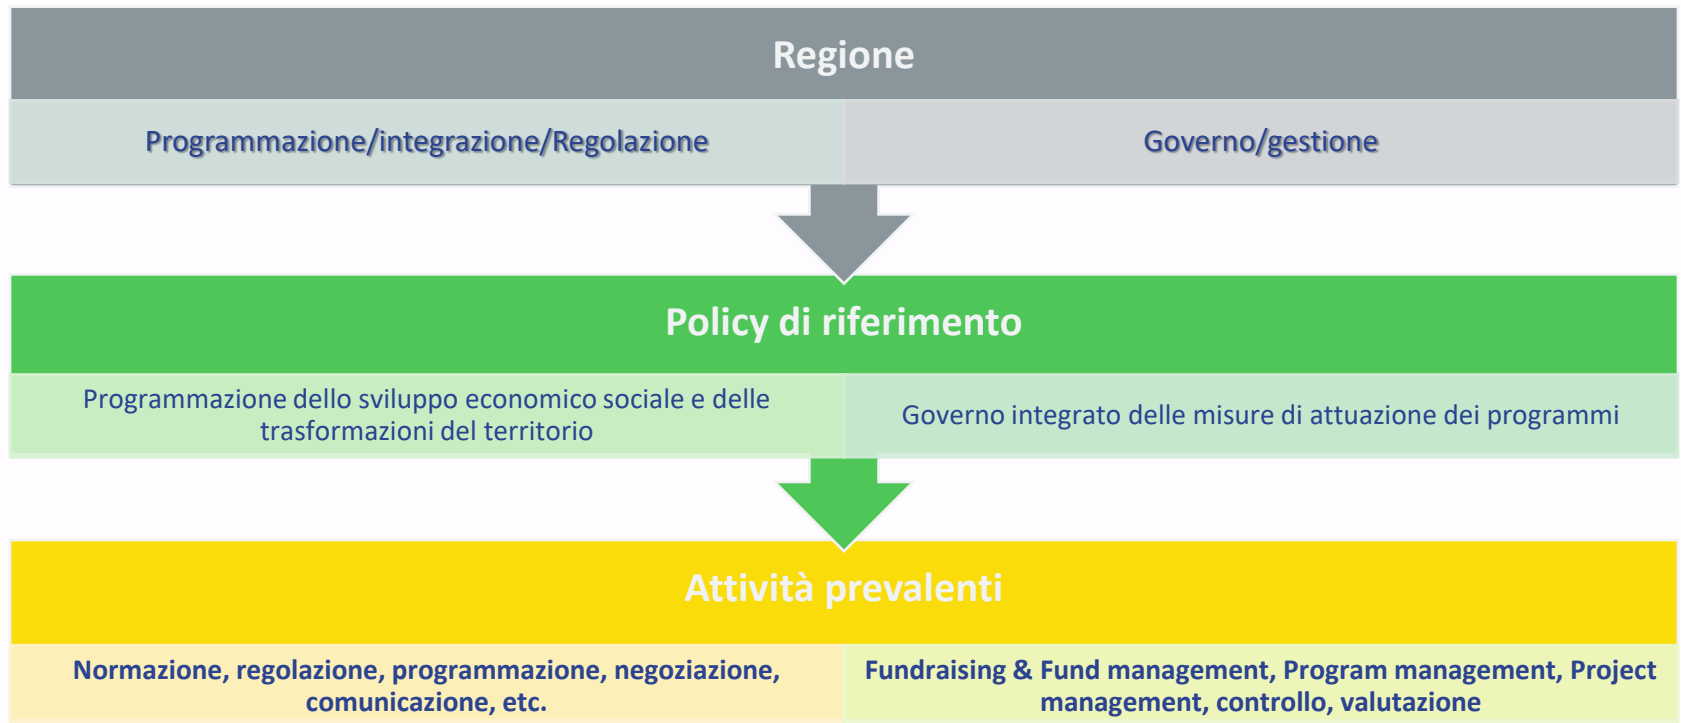 Regione
Programmazione/integrazione/Regolazione
Governo/gestione
Policy di riferimento
Programmazione dello sviluppo economico sociale e delle
trasformazioni del territorio
Governo integrato delle misure di attuazione dei programmi
Attività prevalenti
Normazione, regolazione, programmazione, negoziazione,
comunicazione, etc.
Fundraising & Fund management, Program management, Project
management, controllo, valutazione